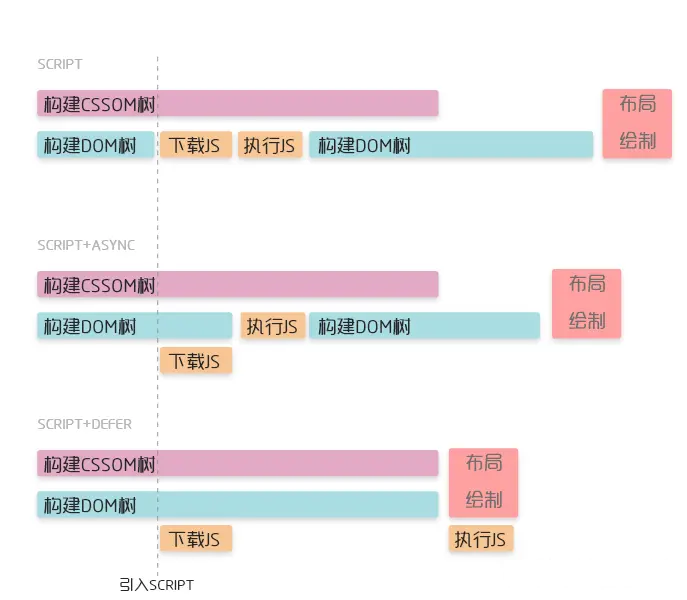 SCRIPT
构建CSSOM树
布局
绘制
构建DOM树
下载JS
执行JS
构建DOM树
SCRIPT+ASYNC
构建CSSOM树
布局
绘制
构建DOM树
执行JS
构建DOM树
下载JS
SCRIPT+DEFER
构建CSSOM树
布局
绘制
构建DOM树
下载JS
执行JS
引入SCRIPT